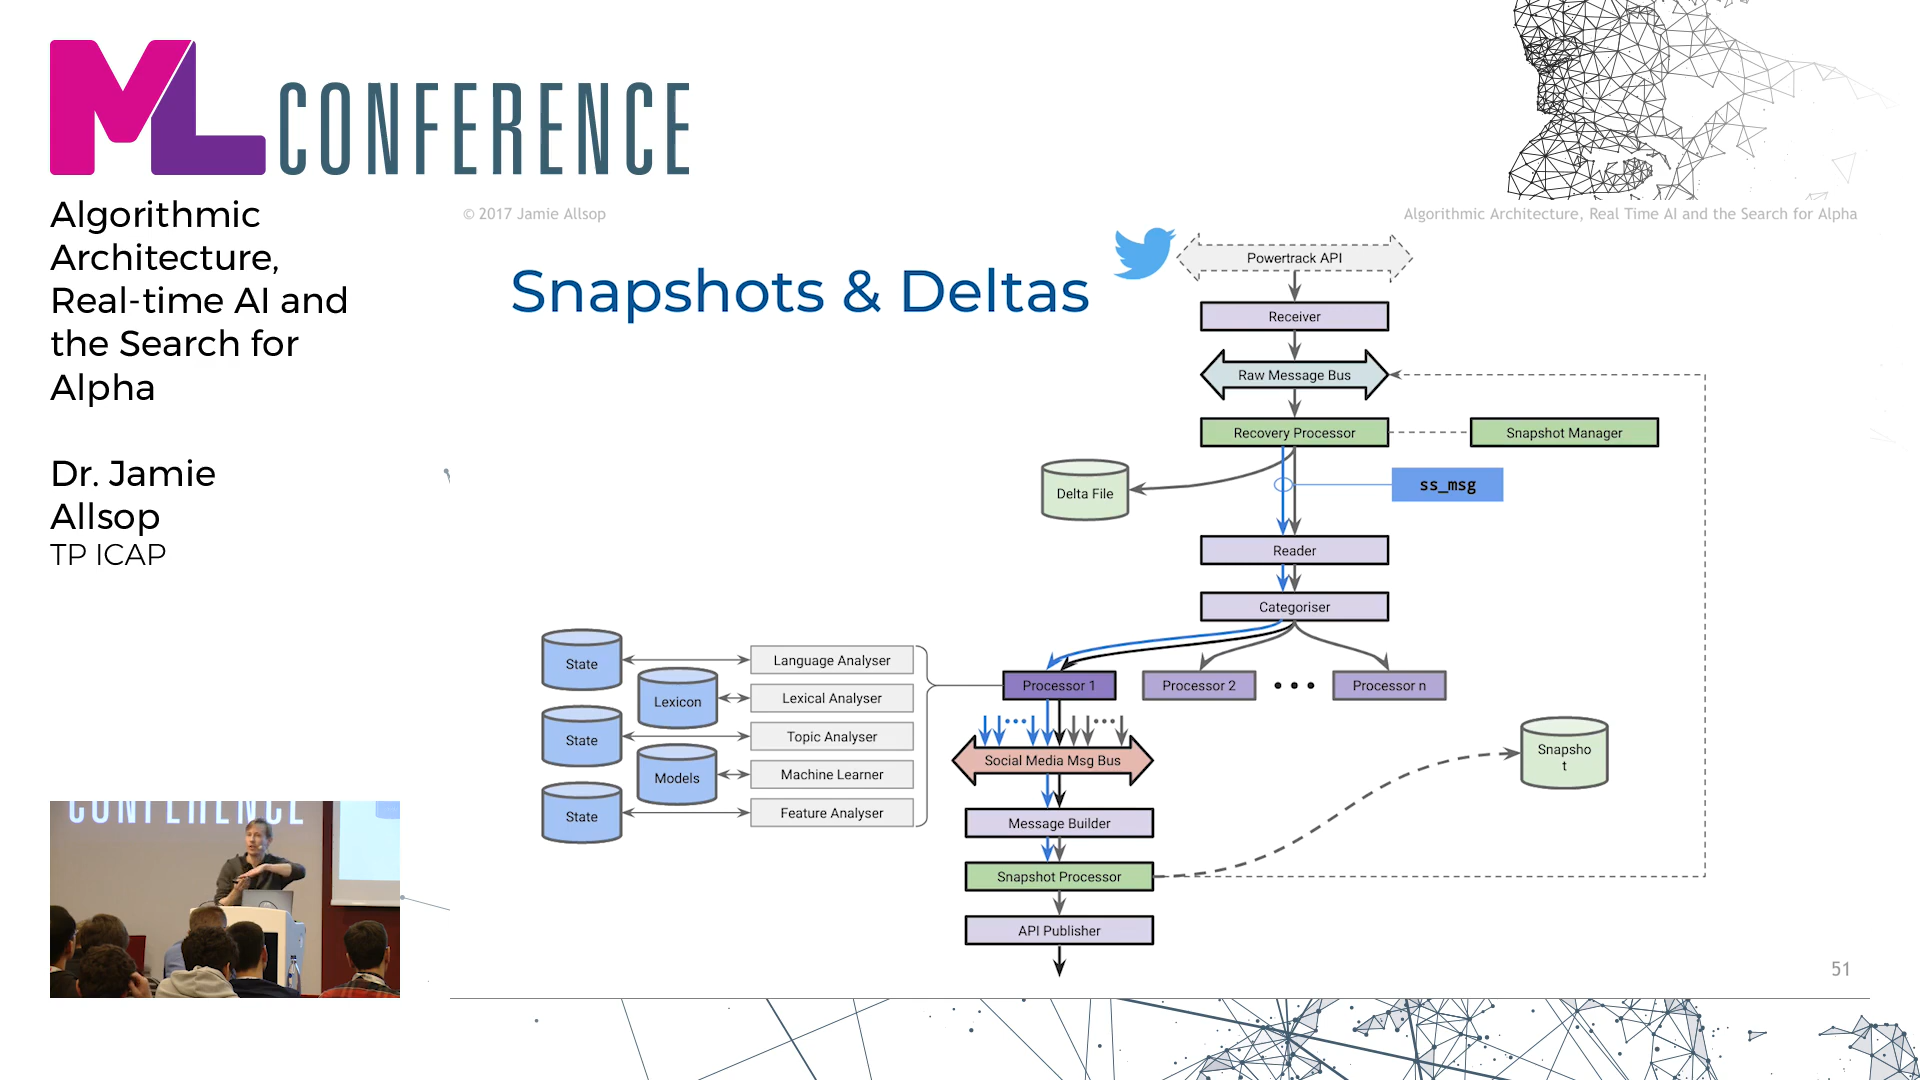 ML CONFERENCE
Algorithmic
Architecture,
Real-time AI and
the Search for
Alpha
Dr. Jamie
Allsop
TP ICAP
CONFERENCE
© 2017 Jamie Allsop
Algorithmic Architecture, Real Time AI and the Search for Alpha
Snapshots & Deltas
Powertrack API
Receiver
Raw Message Bus
Recovery Processor
Snapshot Manager
Delta File
ss_msg
Reader
Categoriser
State
Language Analyser
Lexicon
Lexical Analyser
State
Topic Analyser
Models
Machine Learner
State
Feature Analyser
Processor 1
Processor 2
Processor n
Social Media Msg Bus
Snapsho
t
Message Builder
Snapshot Processor
API Publisher
51